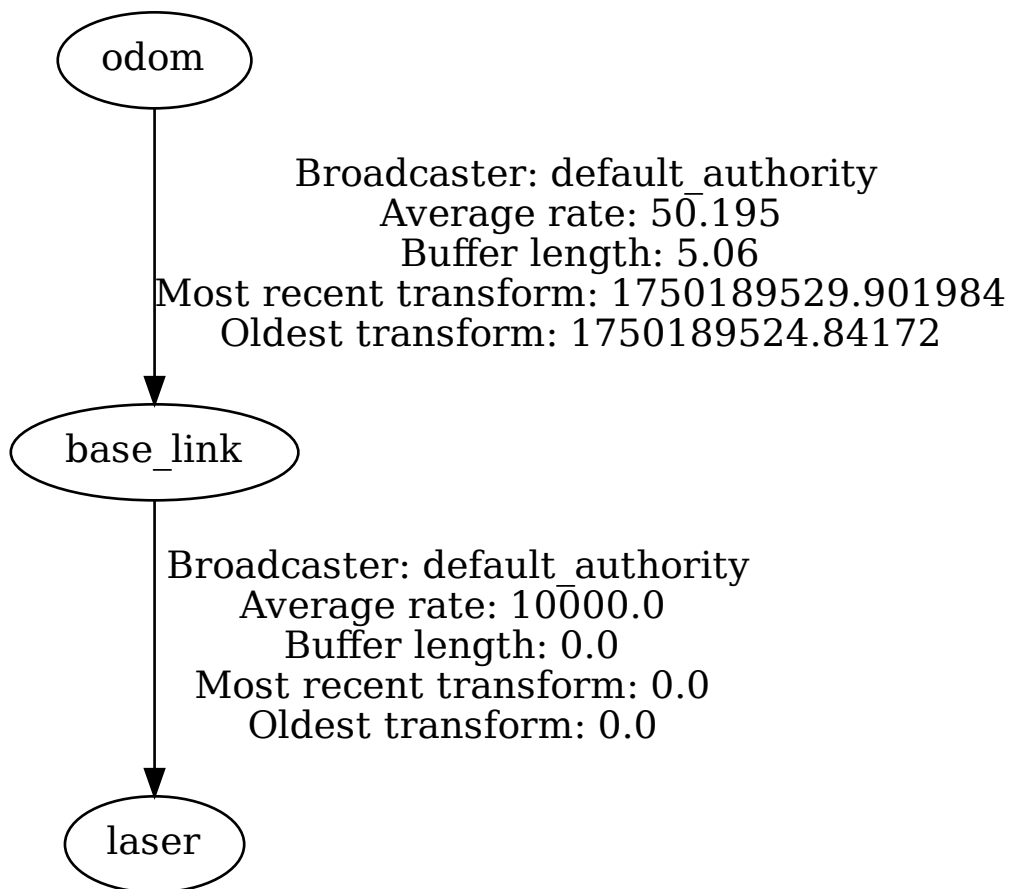 odom
Broadcaster: default_authority
Average rate: 50.195
Buffer length: 5.06
Most recent transform: 1750189529.901984
Oldest transform: 1750189524.84172
base_link
Broadcaster: default_authority
Average rate: 10000.0
Buffer length: 0.0
Most recent transform: 0.0
Oldest transform: 0.0
laser